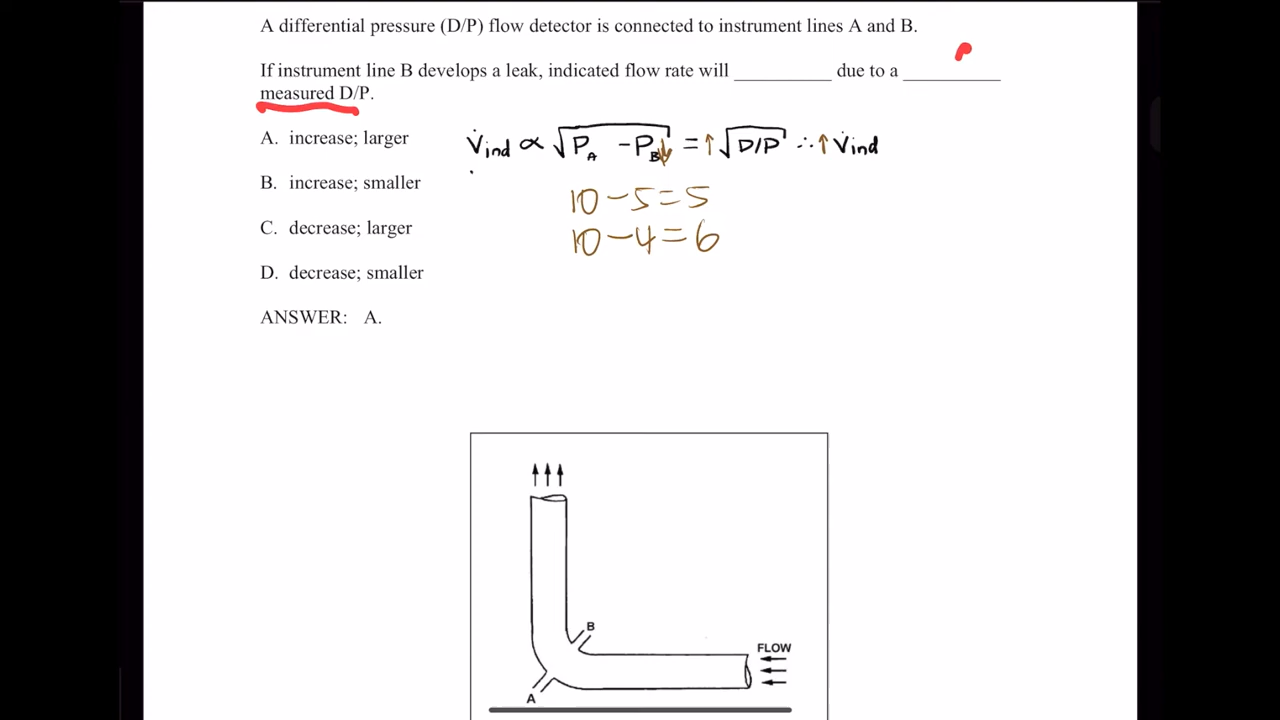 A differential pressure (D/P) flow detector is connected to instrument lines A and B.
If instrument line B develops a leak, indicated flow rate will __________ due to a __________
measured D/P.
A. increase; larger
B. increase; smaller
C. decrease; larger
D. decrease; smaller
ANSWER: A.
V̇ind ∝ √(PA - PB↓) = ↑√D/P ∴ ↑ V̇ind
10 - 5 = 5
10 - 4 = 6
B
FLOW
A